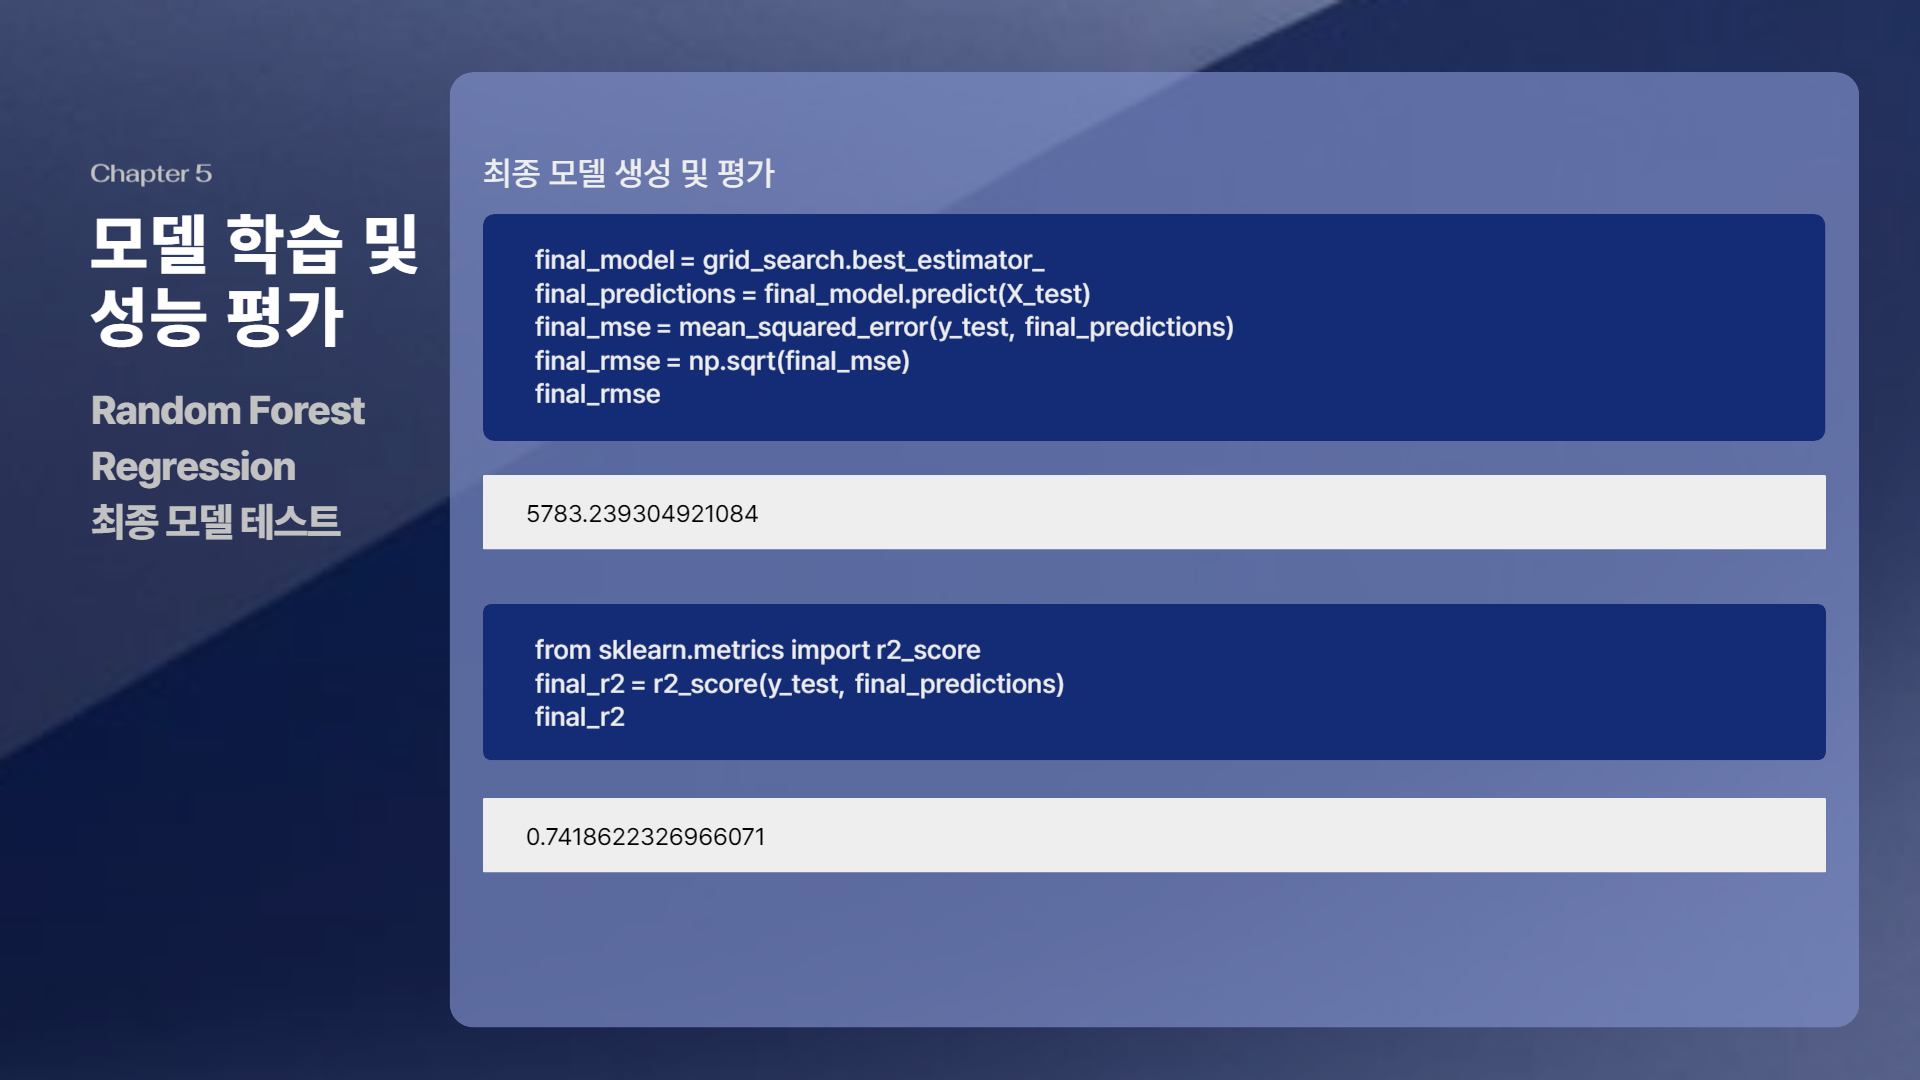 Chapter 5
모델 학습 및
성능 평가
Random Forest
Regression
최종 모델 테스트
최종 모델 생성 및 평가
final_model = grid_search.best_estimator_
final_predictions = final_model.predict(X_test)
final_mse = mean_squared_error(y_test, final_predictions)
final_rmse = np.sqrt(final_mse)
final_rmse
5783.239304921084
from sklearn.metrics import r2_score
final_r2 = r2_score(y_test, final_predictions)
final_r2
0.7418622326966071